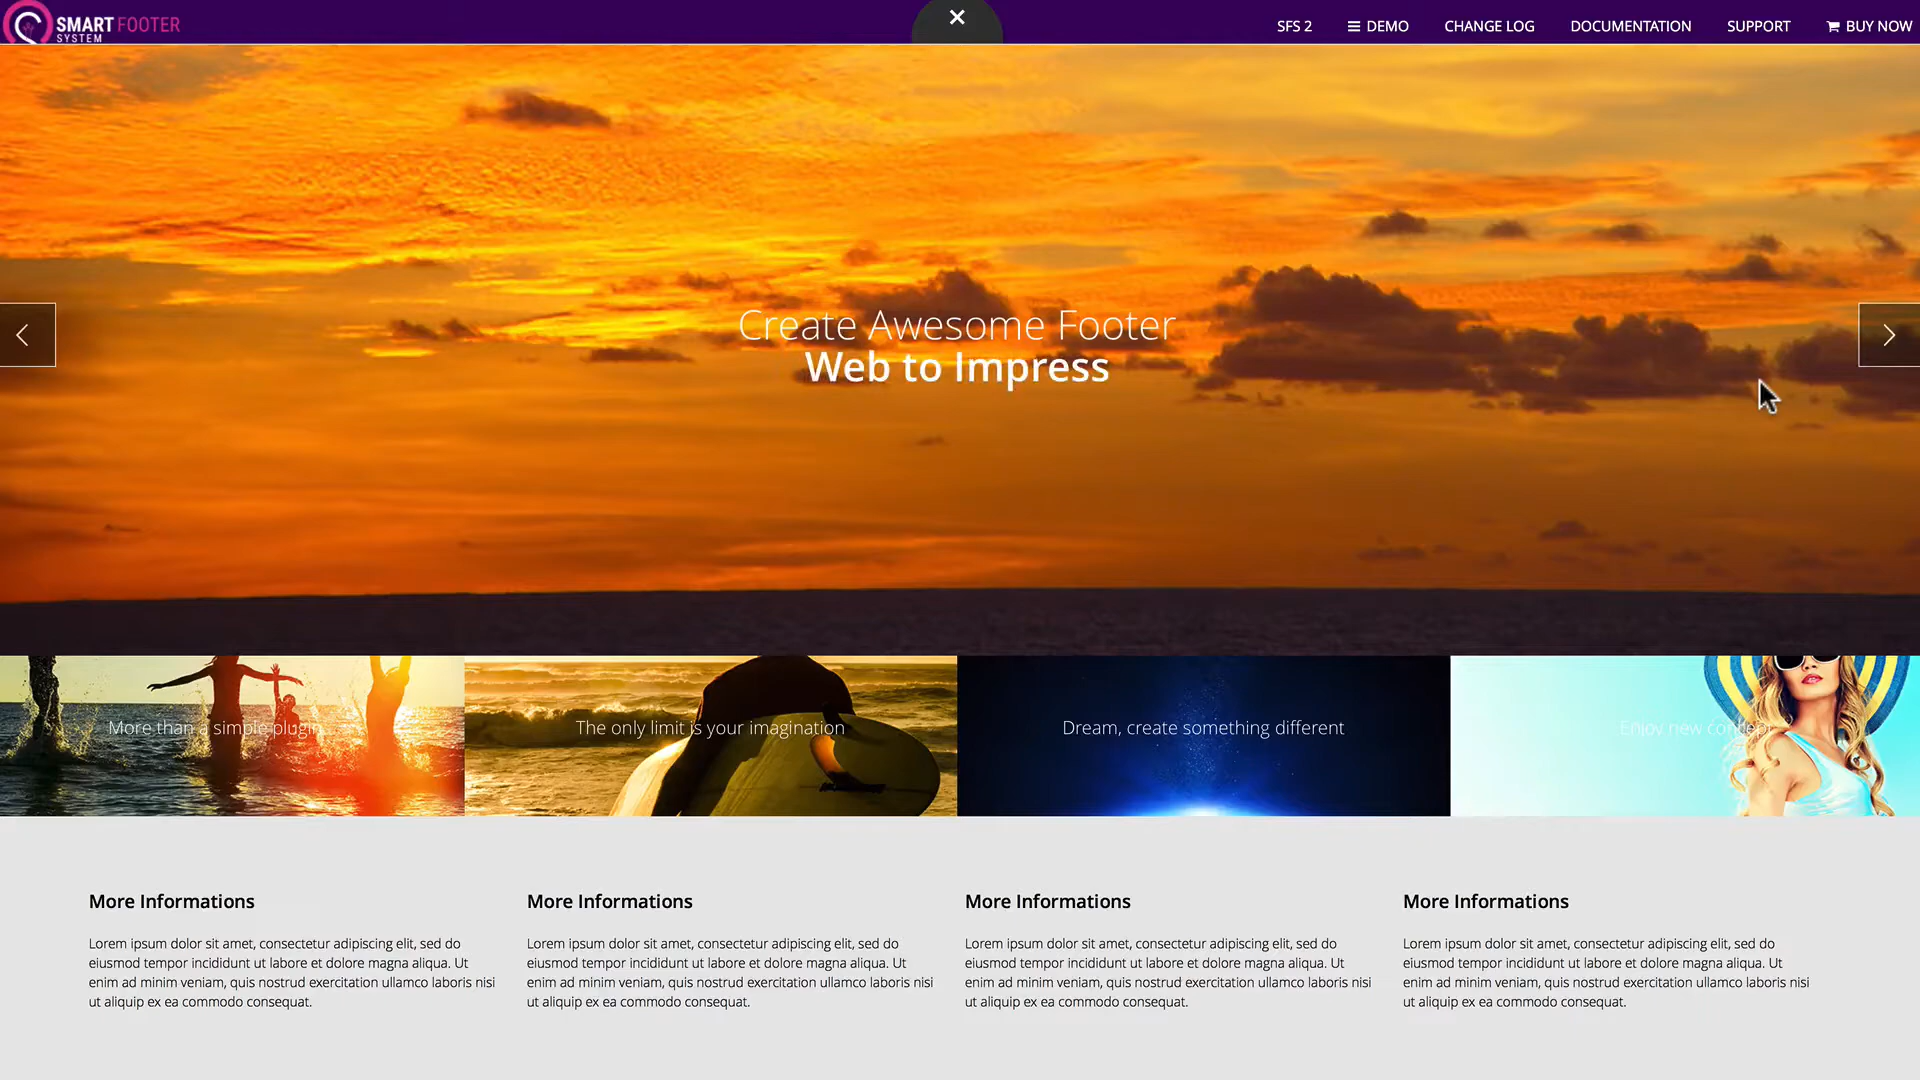 SMART FOOTER
SYSTEM
SFS 2
DEMO
CHANGE LOG
DOCUMENTATION
SUPPORT
BUY NOW
Create Awesome Footer
Web to Impress
More than a simple plugin
The only limit is your imagination
Dream, create something different
Enjoy new concept
More Informations
Lorem ipsum dolor sit amet, consectetur adipiscing elit, sed do
eiusmod tempor incididunt ut labore et dolore magna aliqua. Ut
enim ad minim veniam, quis nostrud exercitation ullamco laboris nisi
ut aliquip ex ea commodo consequat.
More Informations
Lorem ipsum dolor sit amet, consectetur adipiscing elit, sed do
eiusmod tempor incididunt ut labore et dolore magna aliqua. Ut
enim ad minim veniam, quis nostrud exercitation ullamco laboris nisi
ut aliquip ex ea commodo consequat.
More Informations
Lorem ipsum dolor sit amet, consectetur adipiscing elit, sed do
eiusmod tempor incididunt ut labore et dolore magna aliqua. Ut
enim ad minim veniam, quis nostrud exercitation ullamco laboris nisi
ut aliquip ex ea commodo consequat.
More Informations
Lorem ipsum dolor sit amet, consectetur adipiscing elit, sed do
eiusmod tempor incididunt ut labore et dolore magna aliqua. Ut
enim ad minim veniam, quis nostrud exercitation ullamco laboris nisi
ut aliquip ex ea commodo consequat.